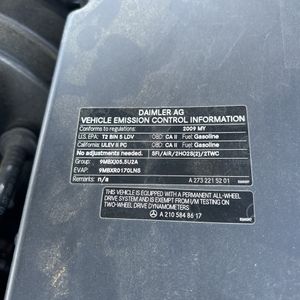 DAIMLER AG
VEHICLE EMISSION CONTROL INFORMATION
Conforms to regulations: 2009 MY
U.S. EPA: T2 BIN 5 LDV OBD: CA II Fuel: Gasoline
California: ULEV II PC OBD: CA II Fuel: Gasoline
No adjustments needed. SFI/AIR/2HO2S(2)/2TWC
Group: 9MBXJ05.5U2A
EVAP: 9MBXR0170LNS
Remarks: n/a A 273 221 52 01
THIS VEHICLE IS EQUIPPED WITH A PERMANENT ALL-WHEEL
DRIVE SYSTEM AND IS EXEMPTED FROM I/M TESTING ON
TWO-WHEEL DRIVE DYNAMOMETERS.
A 210 584 86 17